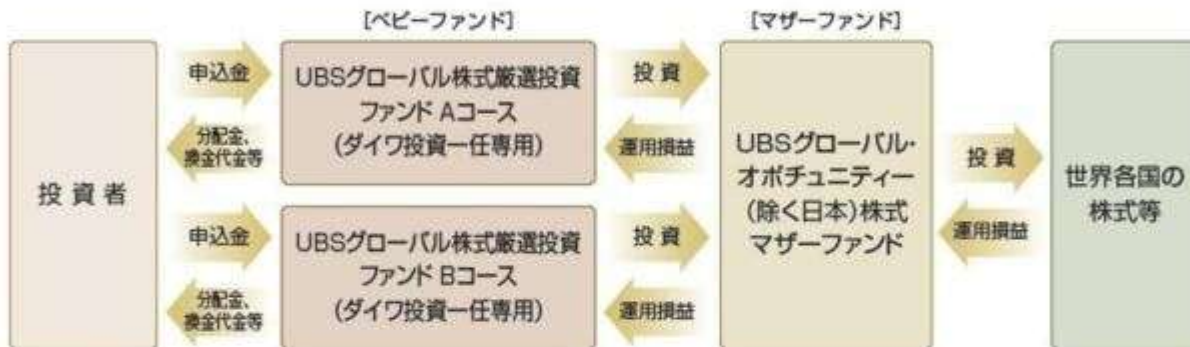 [ベビーファンド]
[マザーファンド]
投資者
申込金
分配金、
換金代金等
申込金
分配金、
換金代金等
UBSグローバル株式厳選投資
ファンド Aコース
(ダイワ投資一任専用)
UBSグローバル株式厳選投資
ファンド Bコース
(ダイワ投資一任専用)
投資
運用損益
投資
運用損益
UBSグローバル・
オポチュニティー
(除く日本)株式
マザーファンド
投資
運用損益
世界各国の
株式等